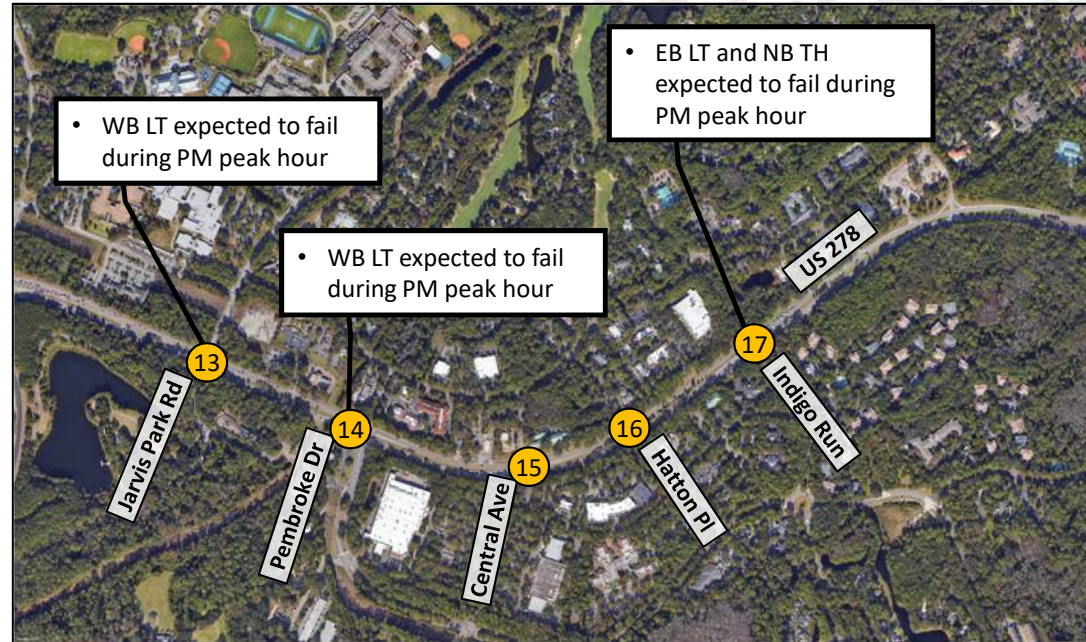 • EB LT and NB TH
expected to fail during
PM peak hour
• WB LT expected to fail
during PM peak hour
• WB LT expected to fail
during PM peak hour
US 278
13
Jarvis Park Rd
14
Pembroke Dr
15
Central Ave
16
Hatton Pl
17
Indigo Run